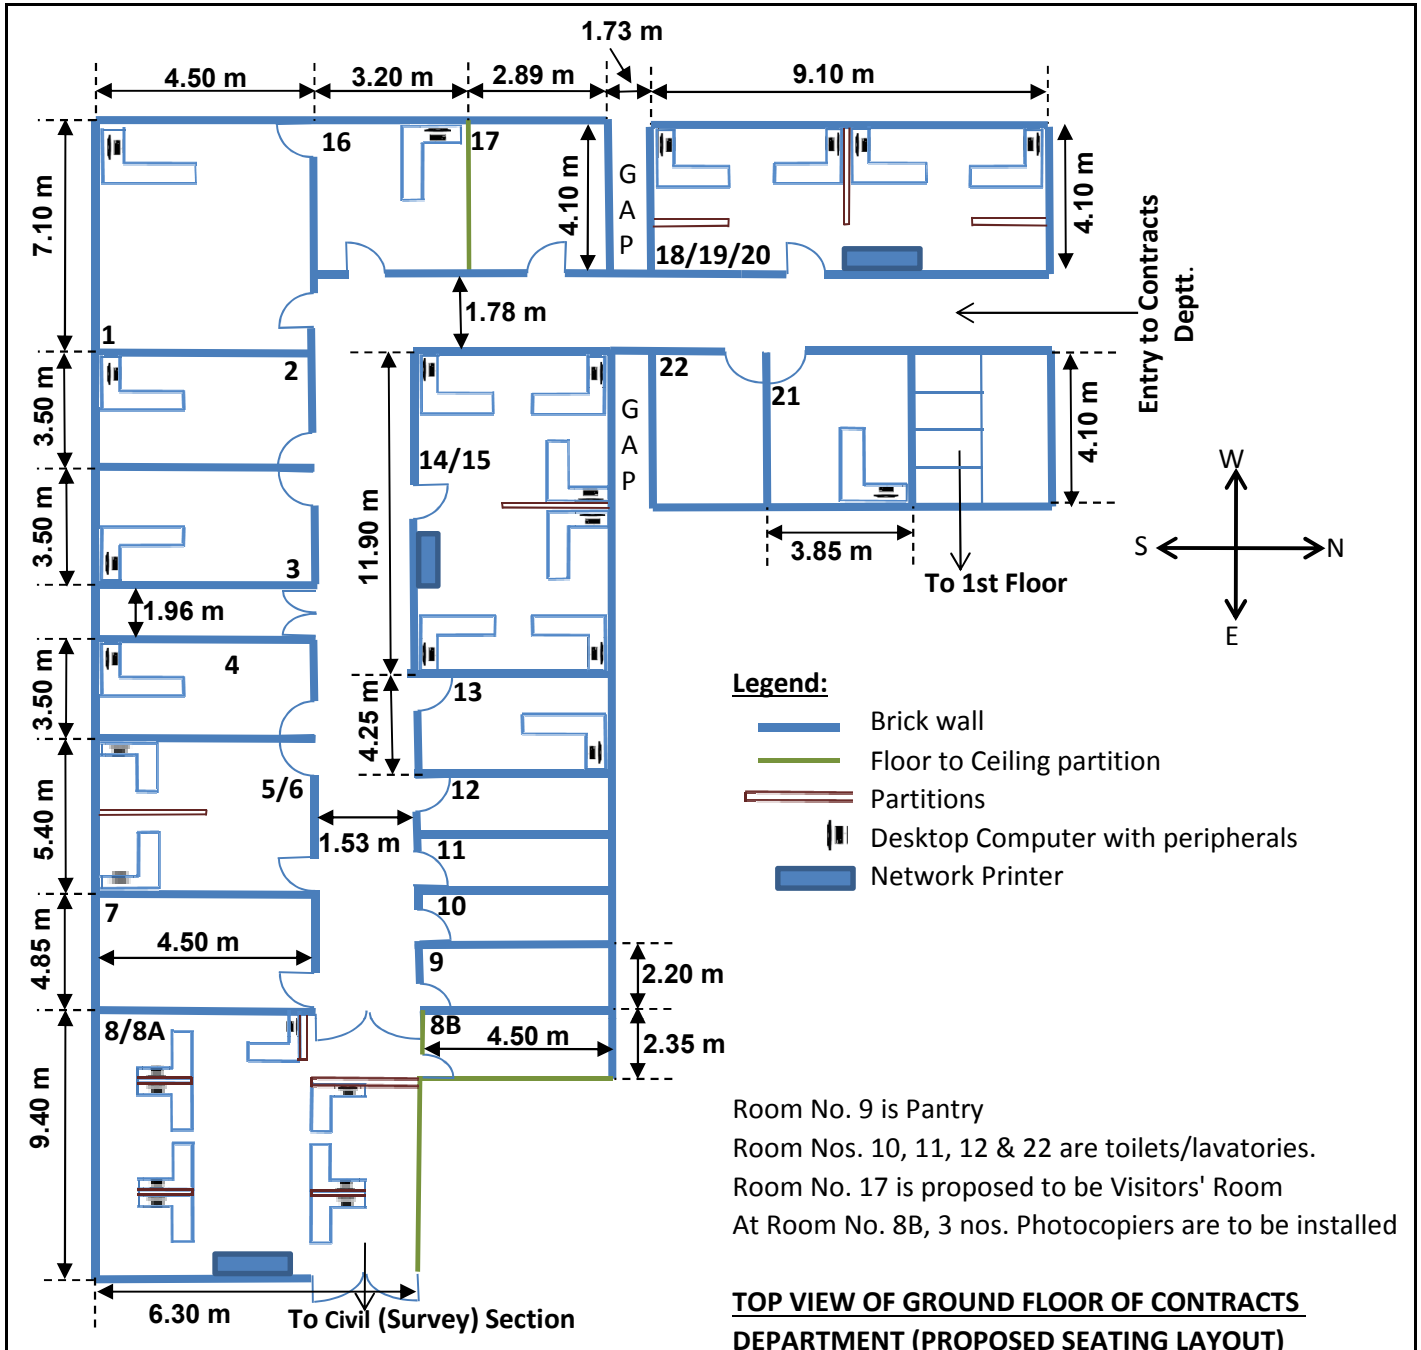 1.73 m
4.50 m
3.20 m
2.89 m
9.10 m
16
17
7.10 m
4.10 m
G
A
P
4.10 m
18/19/20
Entry to Contracts
Deptt.
1.78 m
1
2
22
21
3.50 m
G
A
P
4.10 m
14/15
W
S
N
E
3.50 m
11.90 m
3.85 m
3
To 1st Floor
1.96 m
4
3.50 m
13
4.25 m
Legend:
Brick wall
Floor to Ceiling partition
Partitions
Desktop Computer with peripherals
Network Printer
5/6
12
5.40 m
1.53 m
11
7
10
4.50 m
4.85 m
9
2.20 m
8/8A
8B
4.50 m
2.35 m
9.40 m
Room No. 9 is Pantry
Room Nos. 10, 11, 12 & 22 are toilets/lavatories.
Room No. 17 is proposed to be Visitors' Room
At Room No. 8B, 3 nos. Photocopiers are to be installed
6.30 m
To Civil (Survey) Section
TOP VIEW OF GROUND FLOOR OF CONTRACTS
DEPARTMENT (PROPOSED SEATING LAYOUT)